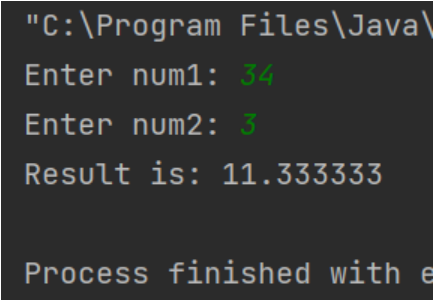 "C:\Program Files\Java\
Enter num1: 34
Enter num2: 3
Result is: 11.333333
Process finished with e